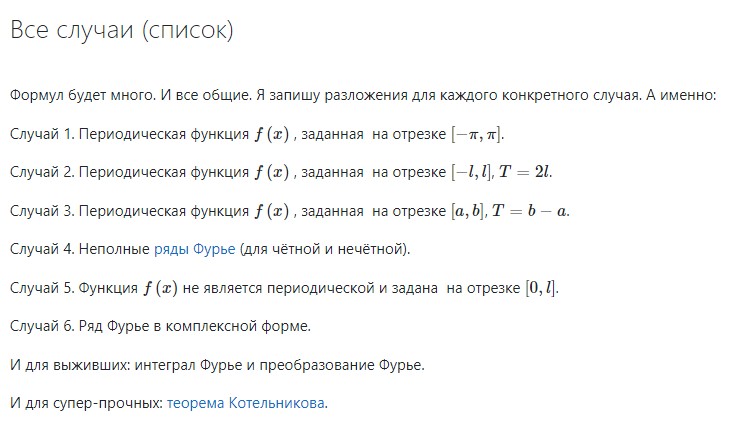 Все случаи (список)
Формул будет много. И все общие. Я запишу разложения для каждого конкретного случая. А именно:
Случай 1. Периодическая функция f (x) , заданная на отрезке [−π, π].
Случай 2. Периодическая функция f (x) , заданная на отрезке [−l, l], T = 2l.
Случай 3. Периодическая функция f (x) , заданная на отрезке [a, b], T = b − a.
Случай 4. Неполные ряды Фурье (для чётной и нечётной).
Случай 5. Функция f (x) не является периодической и задана на отрезке [0, l].
Случай 6. Ряд Фурье в комплексной форме.
И для выживших: интеграл Фурье и преобразование Фурье.
И для супер-прочных: теорема Котельникова.